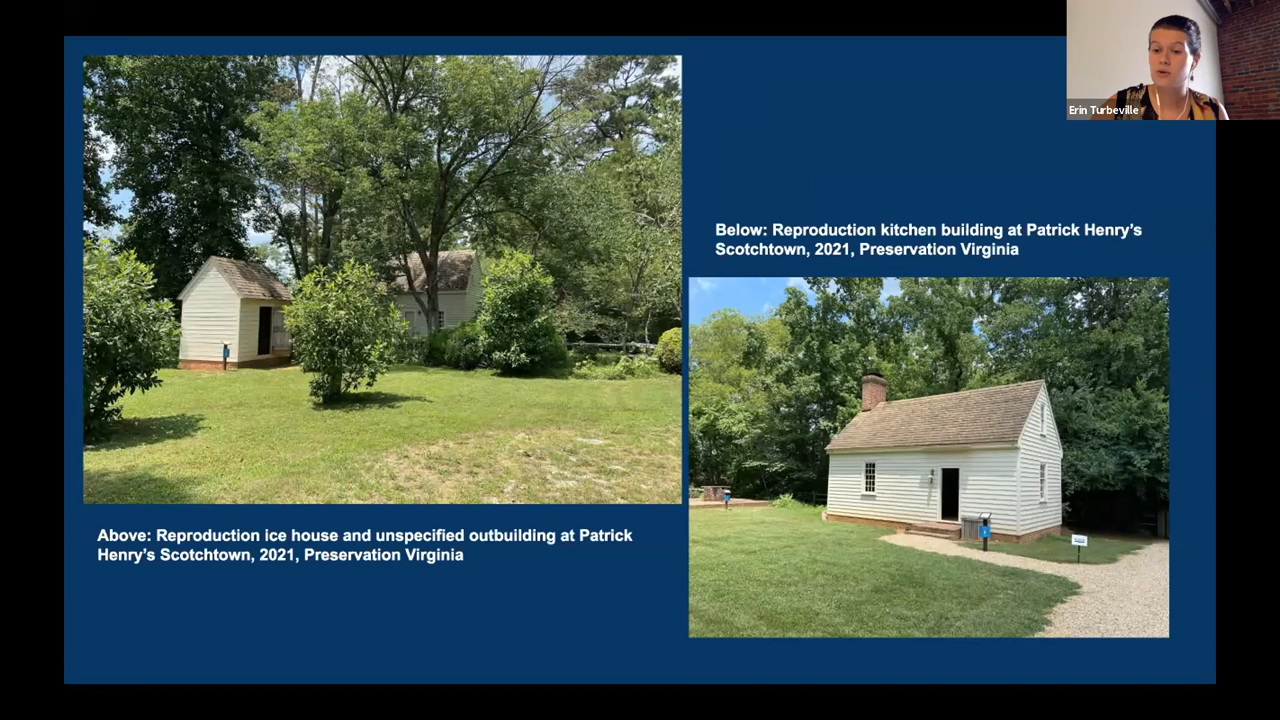 Erin Turbeville
Below: Reproduction kitchen building at Patrick Henry’s
Scotchtown, 2021, Preservation Virginia
Above: Reproduction ice house and unspecified outbuilding at Patrick
Henry’s Scotchtown, 2021, Preservation Virginia